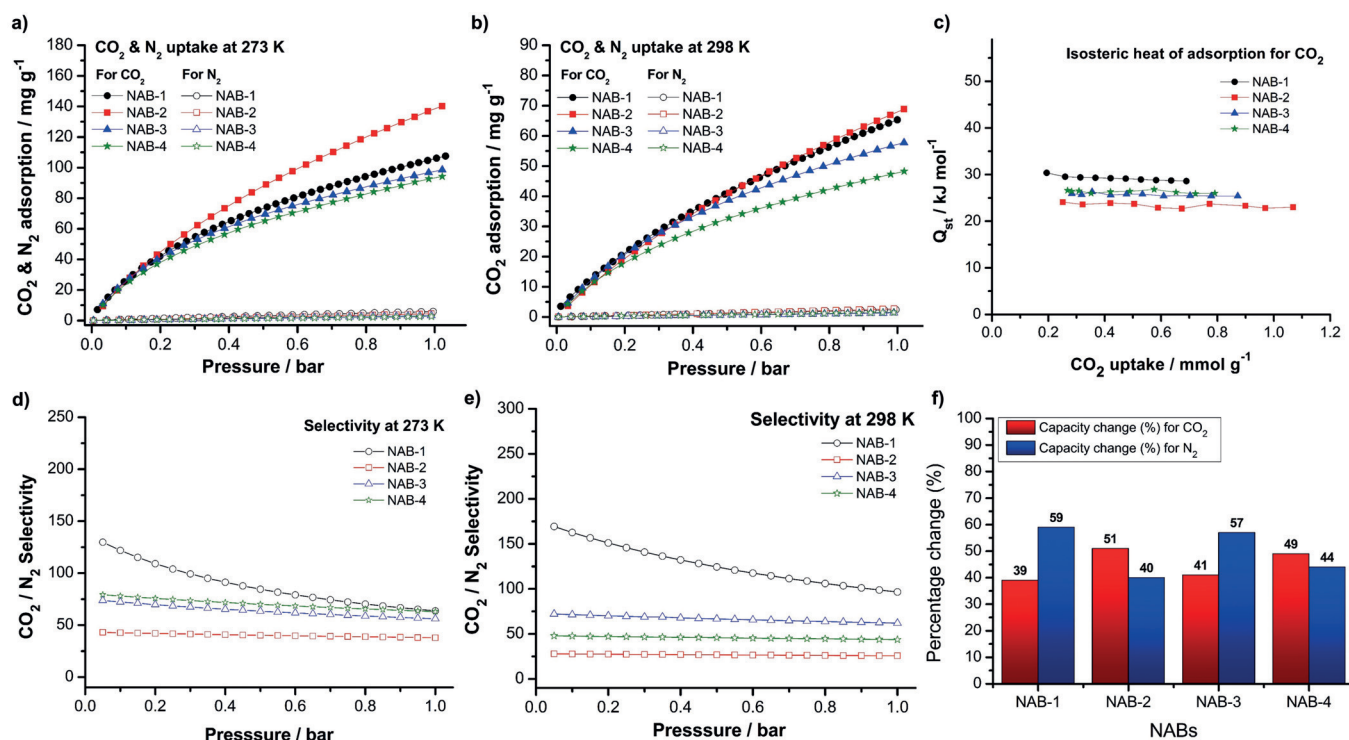 a)
CO2 & N2 uptake at 273 K
For CO2 For N2
NAB-1 NAB-1
NAB-2 NAB-2
NAB-3 NAB-3
NAB-4 NAB-4
CO2 & N2 adsorption / mg g-1
180
160
140
120
100
80
60
40
20
0
0.0 0.2 0.4 0.6 0.8 1.0
Pressure / bar
b)
CO2 & N2 uptake at 298 K
For CO2 For N2
NAB-1 NAB-1
NAB-2 NAB-2
NAB-3 NAB-3
NAB-4 NAB-4
CO2 adsorption / mg g-1
90
80
70
60
50
40
30
20
10
0
0.0 0.2 0.4 0.6 0.8 1.0
Pressure / bar
c)
Isosteric heat of adsorption for CO2
NAB-1
NAB-2
NAB-3
NAB-4
Qst / kJ mol-1
50
40
30
20
10
0
0.0 0.2 0.4 0.6 0.8 1.0 1.2
CO2 uptake / mmol g-1
d)
Selectivity at 273 K
NAB-1
NAB-2
NAB-3
NAB-4
CO2 / N2 Selectivity
250
200
150
100
50
0
0.0 0.2 0.4 0.6 0.8 1.0
Presssure / bar
e)
Selectivity at 298 K
NAB-1
NAB-2
NAB-3
NAB-4
CO2 / N2 Selectivity
300
250
200
150
100
50
0
0.0 0.2 0.4 0.6 0.8 1.0
Presssure / bar
f)
Capacity change (%) for CO2
Capacity change (%) for N2
Percentage change (%)
100
90
80
70
60
50
40
30
20
10
0
39 59 51 40 41 57 49 44
NAB-1 NAB-2 NAB-3 NAB-4
NABs